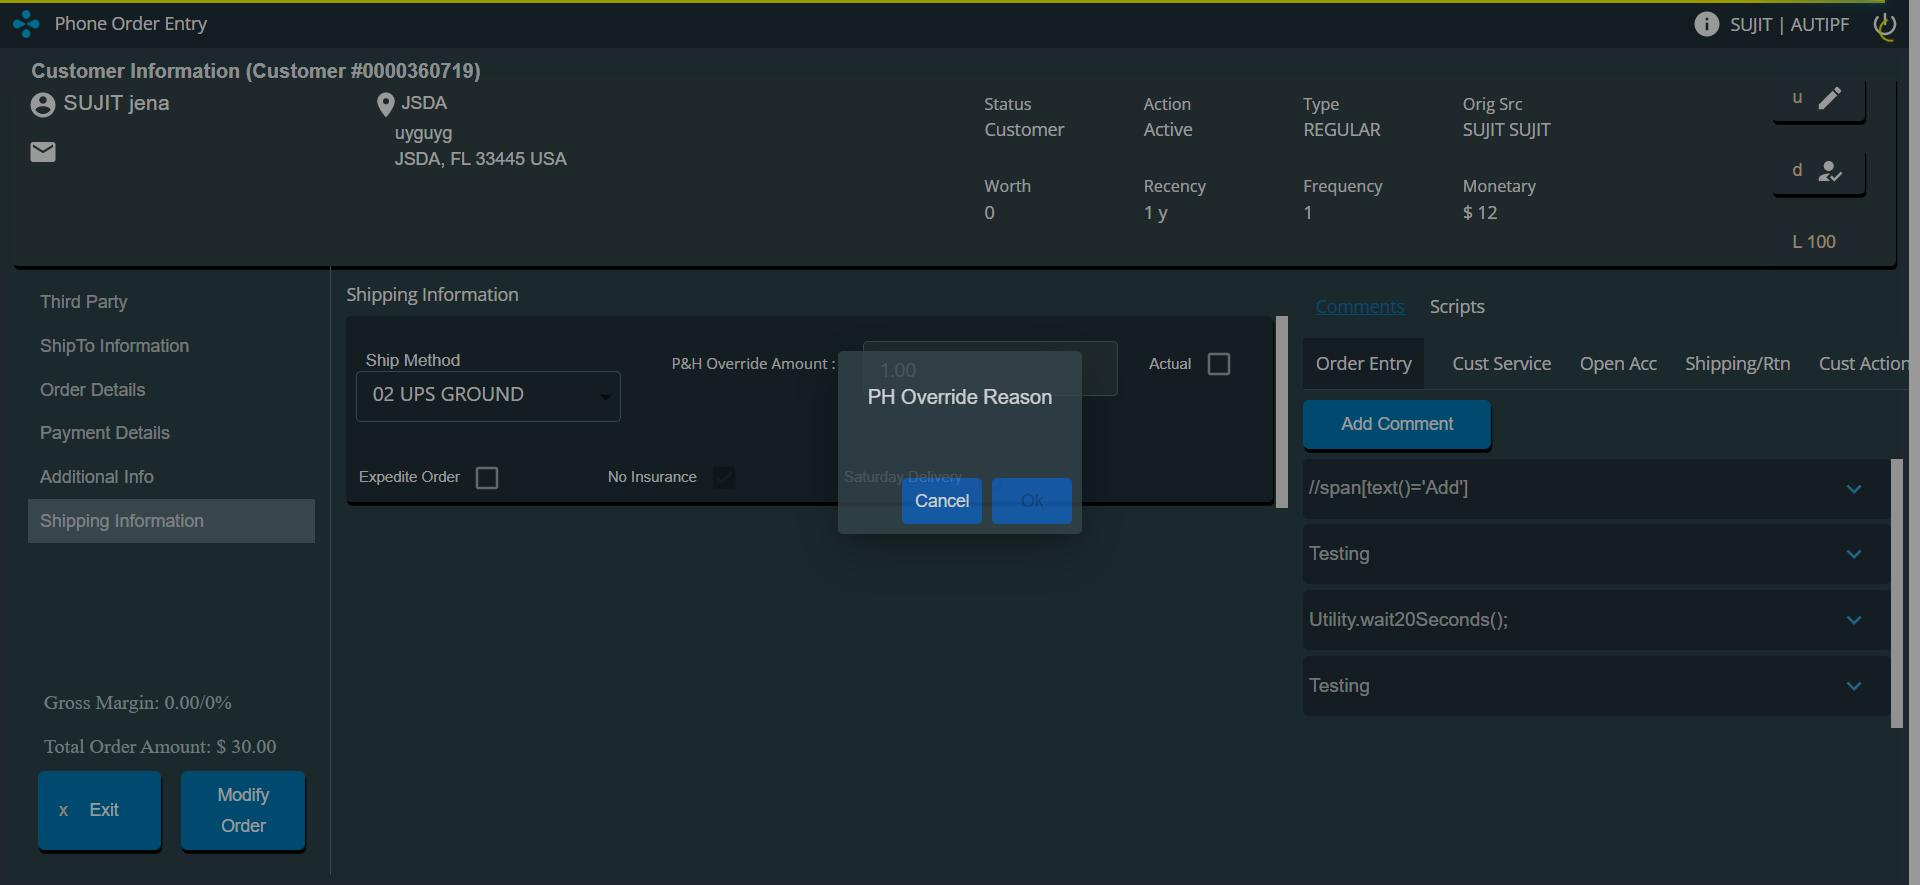 Phone Order Entry
SUJIT | AUTIPF
Customer Information (Customer #0000360719)
SUJIT jena
JSDA
uyguyg
JSDA, FL 33445 USA
Status
Customer
Action
Active
Type
REGULAR
Orig Src
SUJIT SUJIT
Worth
0
Recency
1 y
Frequency
1
Monetary
$ 12
u
d
L 100
Third Party
ShipTo Information
Order Details
Payment Details
Additional Info
Shipping Information
Gross Margin: 0.00/0%
Total Order Amount: $ 30.00
x Exit
Modify
Order
Shipping Information
Ship Method
02 UPS GROUND
P&H Override Amount :
1.00
Actual
Expedite Order
No Insurance
Saturday Delivery
PH Override Reason
Cancel
Ok
Comments
Scripts
Order Entry
Cust Service
Open Acc
Shipping/Rtn
Cust Action
Add Comment
//span[text()='Add']
Testing
Utility.wait20Seconds();
Testing